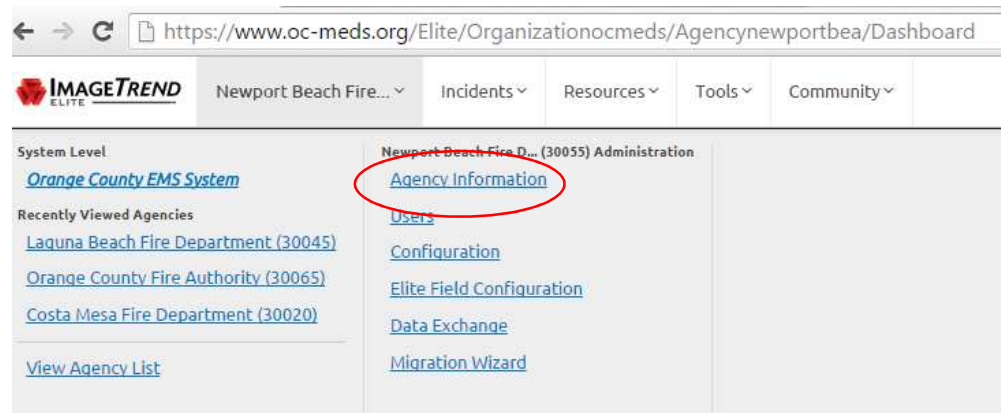 https://www.oc-meds.org/Elite/Organizationocmeds/Agencynewportbea/Dashboard
IMAGETREND
ELITE
Newport Beach Fire...
Incidents
Resources
Tools
Community
System Level
Orange County EMS System
Recently Viewed Agencies
Laguna Beach Fire Department (30045)
Orange County Fire Authority (30065)
Costa Mesa Fire Department (30020)
View Agency List
Newport Beach Fire D... (30055) Administration
Agency Information
Users
Configuration
Elite Field Configuration
Data Exchange
Migration Wizard